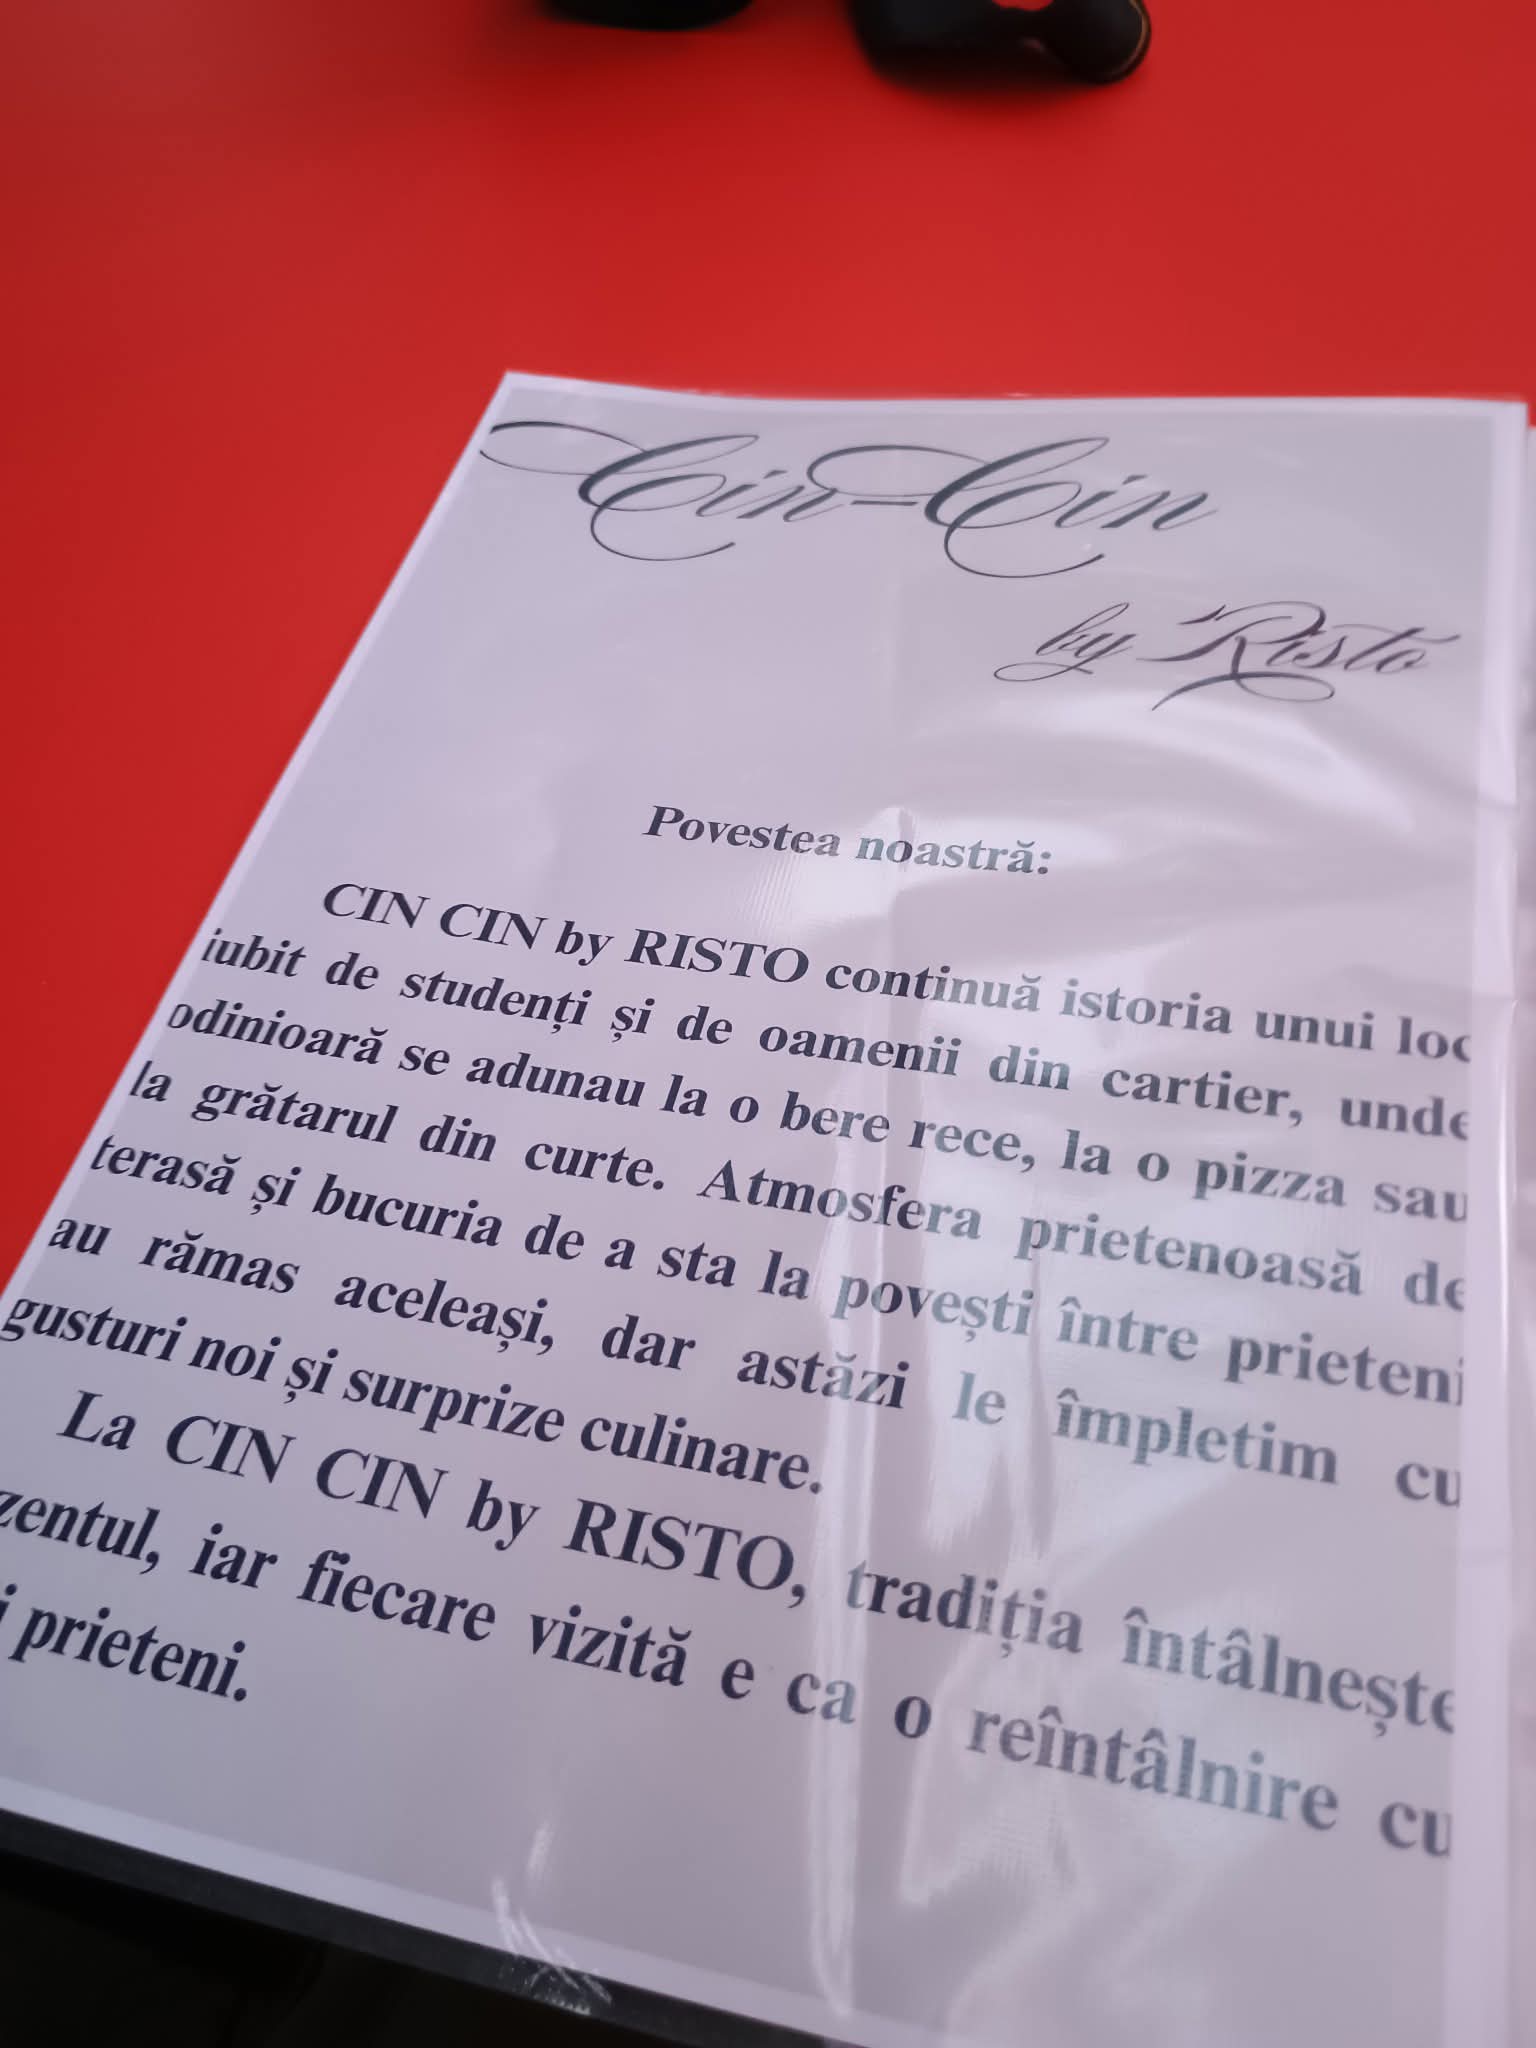 Cin-Cin
by Risto
Povestea noastră:
CIN CIN by RISTO continuă istoria unui loc
iubit de studenți și de oamenii din cartier, unde
odinioară se adunau la o bere rece, la o pizza sau
la grătarul din curte. Atmosfera prietenoasă de
terasă și bucuria de a sta la povești între prieteni
au rămas aceleași, dar astăzi le împletim cu
gusturi noi și surprize culinare.
La CIN CIN by RISTO, tradiția întâlnește
zentul, iar fiecare vizită e ca o reîntâlnire cu
i prieteni.